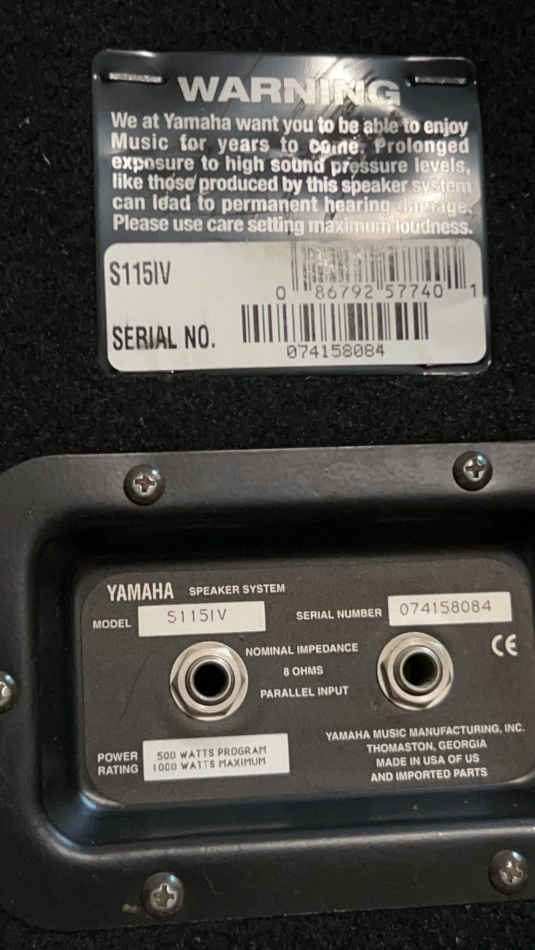 WARNING
We at Yamaha want you to be able to enjoy
Music for years to come. Prolonged
exposure to high sound pressure levels,
like those produced by this speaker system
can lead to permanent hearing damage.
Please use care setting maximum loudness.
S115IV
0 86792 57740 1
SERIAL NO.
074158084
YAMAHA SPEAKER SYSTEM
MODEL S115IV SERIAL NUMBER 074158084
NOMINAL IMPEDANCE
8 OHMS
PARALLEL INPUT
CE
POWER RATING
500 WATTS PROGRAM
1000 WATTS MAXIMUM
YAMAHA MUSIC MANUFACTURING, INC.
THOMASTON, GEORGIA
MADE IN USA OF US
AND IMPORTED PARTS